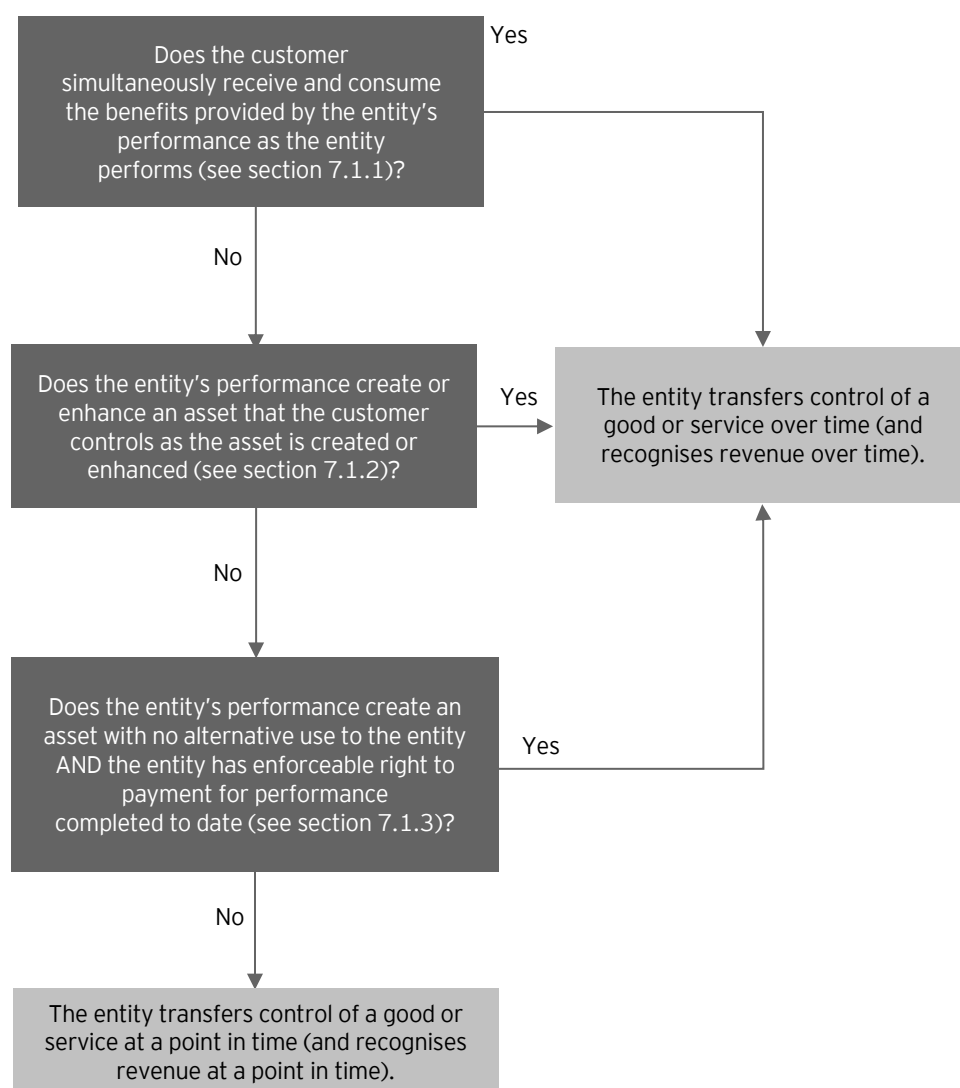 Does the customer
simultaneously receive and consume
the benefits provided by the entity's
performance as the entity
performs (see section 7.1.1)?
Yes
No
Does the entity's performance create or
enhance an asset that the customer
controls as the asset is created or
enhanced (see section 7.1.2)?
Yes
The entity transfers control of a
good or service over time (and
recognises revenue over time).
No
Does the entity's performance create an
asset with no alternative use to the entity
AND the entity has enforceable right to
payment for performance
completed to date (see section 7.1.3)?
Yes
No
The entity transfers control of a good or
service at a point in time (and recognises
revenue at a point in time).